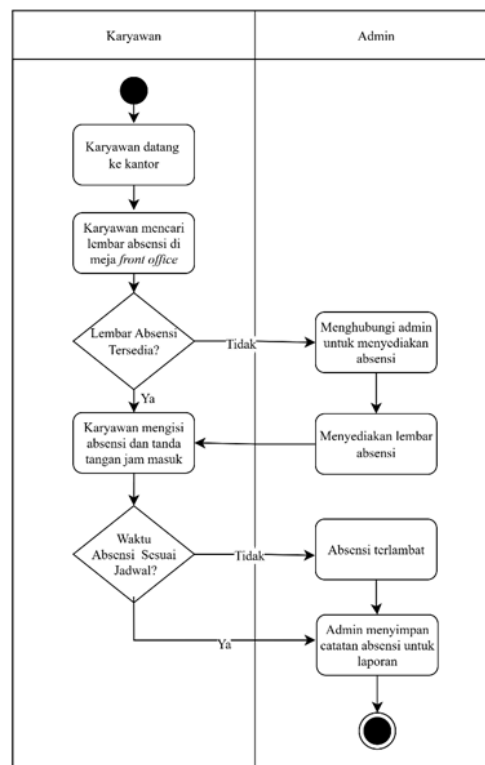 Karyawan
Admin
Karyawan datang
ke kantor
Karyawan mencari
lembar absensi di
meja front office
Lembar Absensi
Tersedia?
Tidak
Menghubungi admin
untuk menyediakan
absensi
Ya
Karyawan mengisi
absensi dan tanda
tangan jam masuk
Menyediakan lembar
absensi
Waktu
Absensi Sesuai
Jadwal?
Tidak
Absensi terlambat
Ya
Admin menyimpan
catatan absensi untuk
laporan